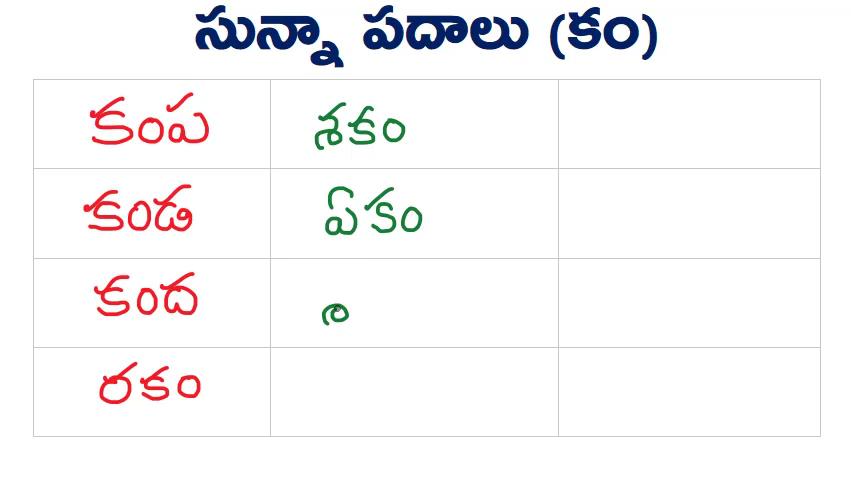 సున్నా పదాలు (కం)
కంప శకం
కండ ఏకం
కంద
రకం